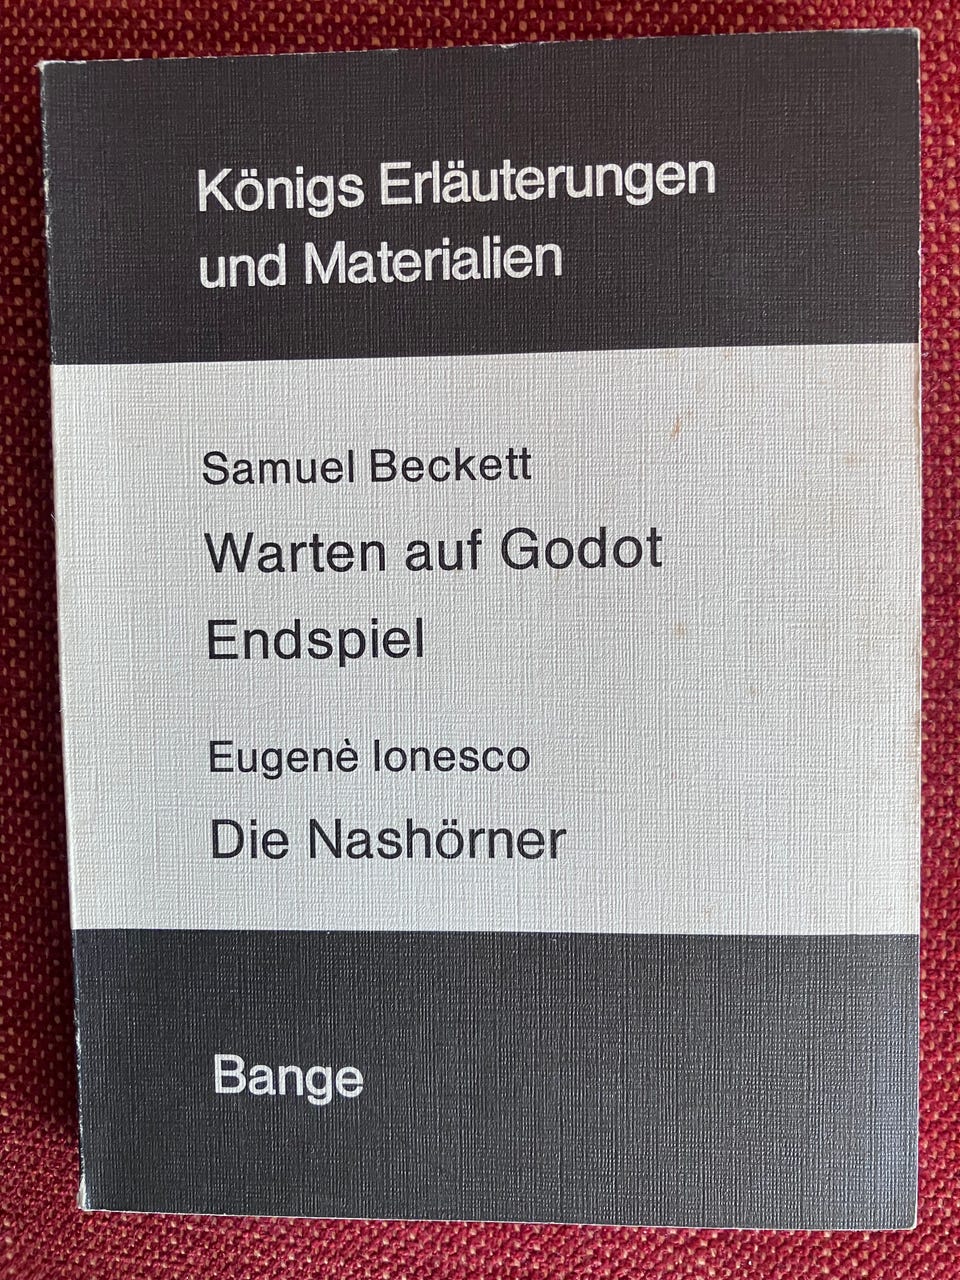 Königs Erläuterungen
und Materialien
Samuel Beckett
Warten auf Godot
Endspiel
Eugenè Ionesco
Die Nashörner
Bange